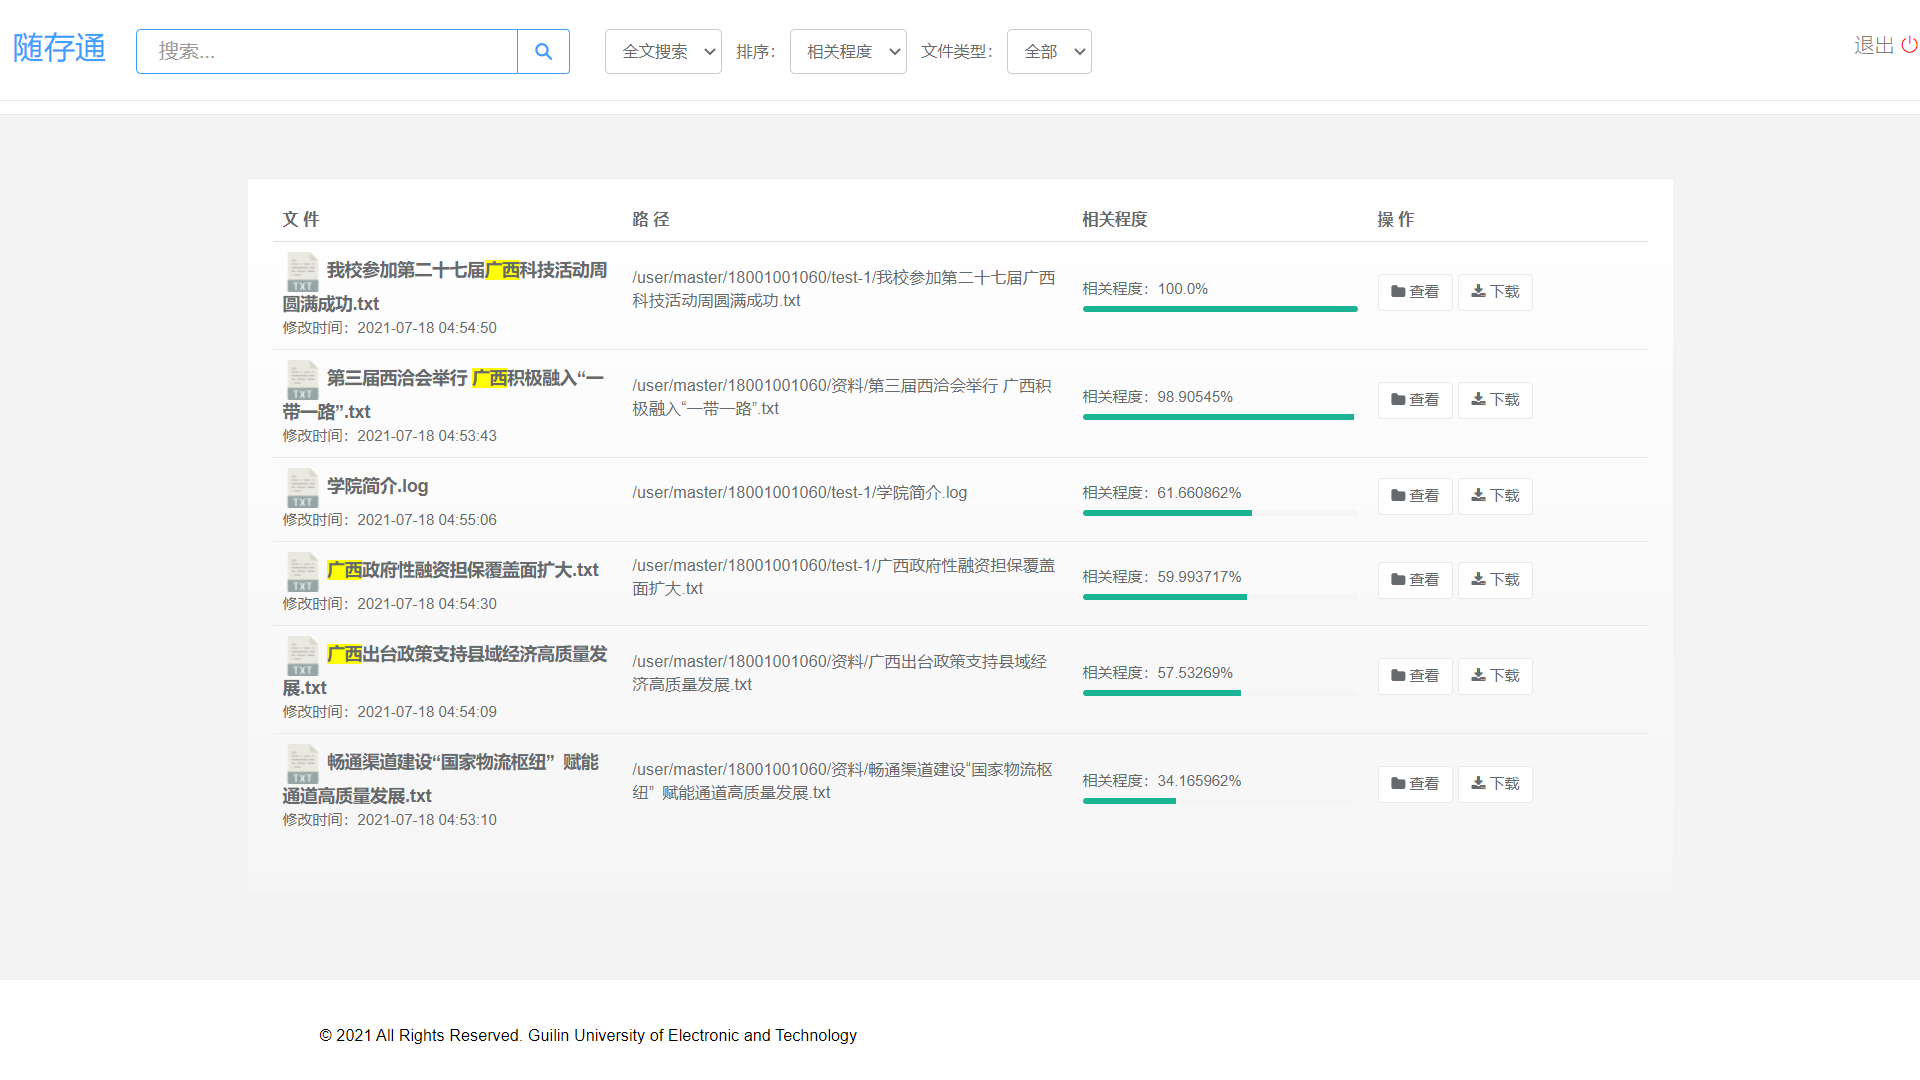 随存通
搜索...
全文搜索 排序： 相关程度 文件类型： 全部
退出
文 件 路 径 相关程度 操 作
TXT 我校参加第二十七届广西科技活动周
圆满成功.txt
修改时间：2021-07-18 04:54:50
/user/master/18001001060/test-1/我校参加第二十七届广西
科技活动周圆满成功.txt
相关程度：100.0%
查看 下载
TXT 第三届西洽会举行 广西积极融入“一
带一路”.txt
修改时间：2021-07-18 04:53:43
/user/master/18001001060/资料/第三届西洽会举行 广西积
极融入“一带一路”.txt
相关程度：98.90545%
查看 下载
TXT 学院简介.log
修改时间：2021-07-18 04:55:06
/user/master/18001001060/test-1/学院简介.log
相关程度：61.660862%
查看 下载
TXT 广西政府性融资担保覆盖面扩大.txt
修改时间：2021-07-18 04:54:30
/user/master/18001001060/test-1/广西政府性融资担保覆盖
面扩大.txt
相关程度：59.993717%
查看 下载
TXT 广西出台政策支持县域经济高质量发
展.txt
修改时间：2021-07-18 04:54:09
/user/master/18001001060/资料/广西出台政策支持县域经
济高质量发展.txt
相关程度：57.53269%
查看 下载
TXT 畅通渠道建设“国家物流枢纽” 赋能
通道高质量发展.txt
修改时间：2021-07-18 04:53:10
/user/master/18001001060/资料/畅通渠道建设“国家物流枢
纽” 赋能通道高质量发展.txt
相关程度：34.165962%
查看 下载
© 2021 All Rights Reserved. Guilin University of Electronic and Technology